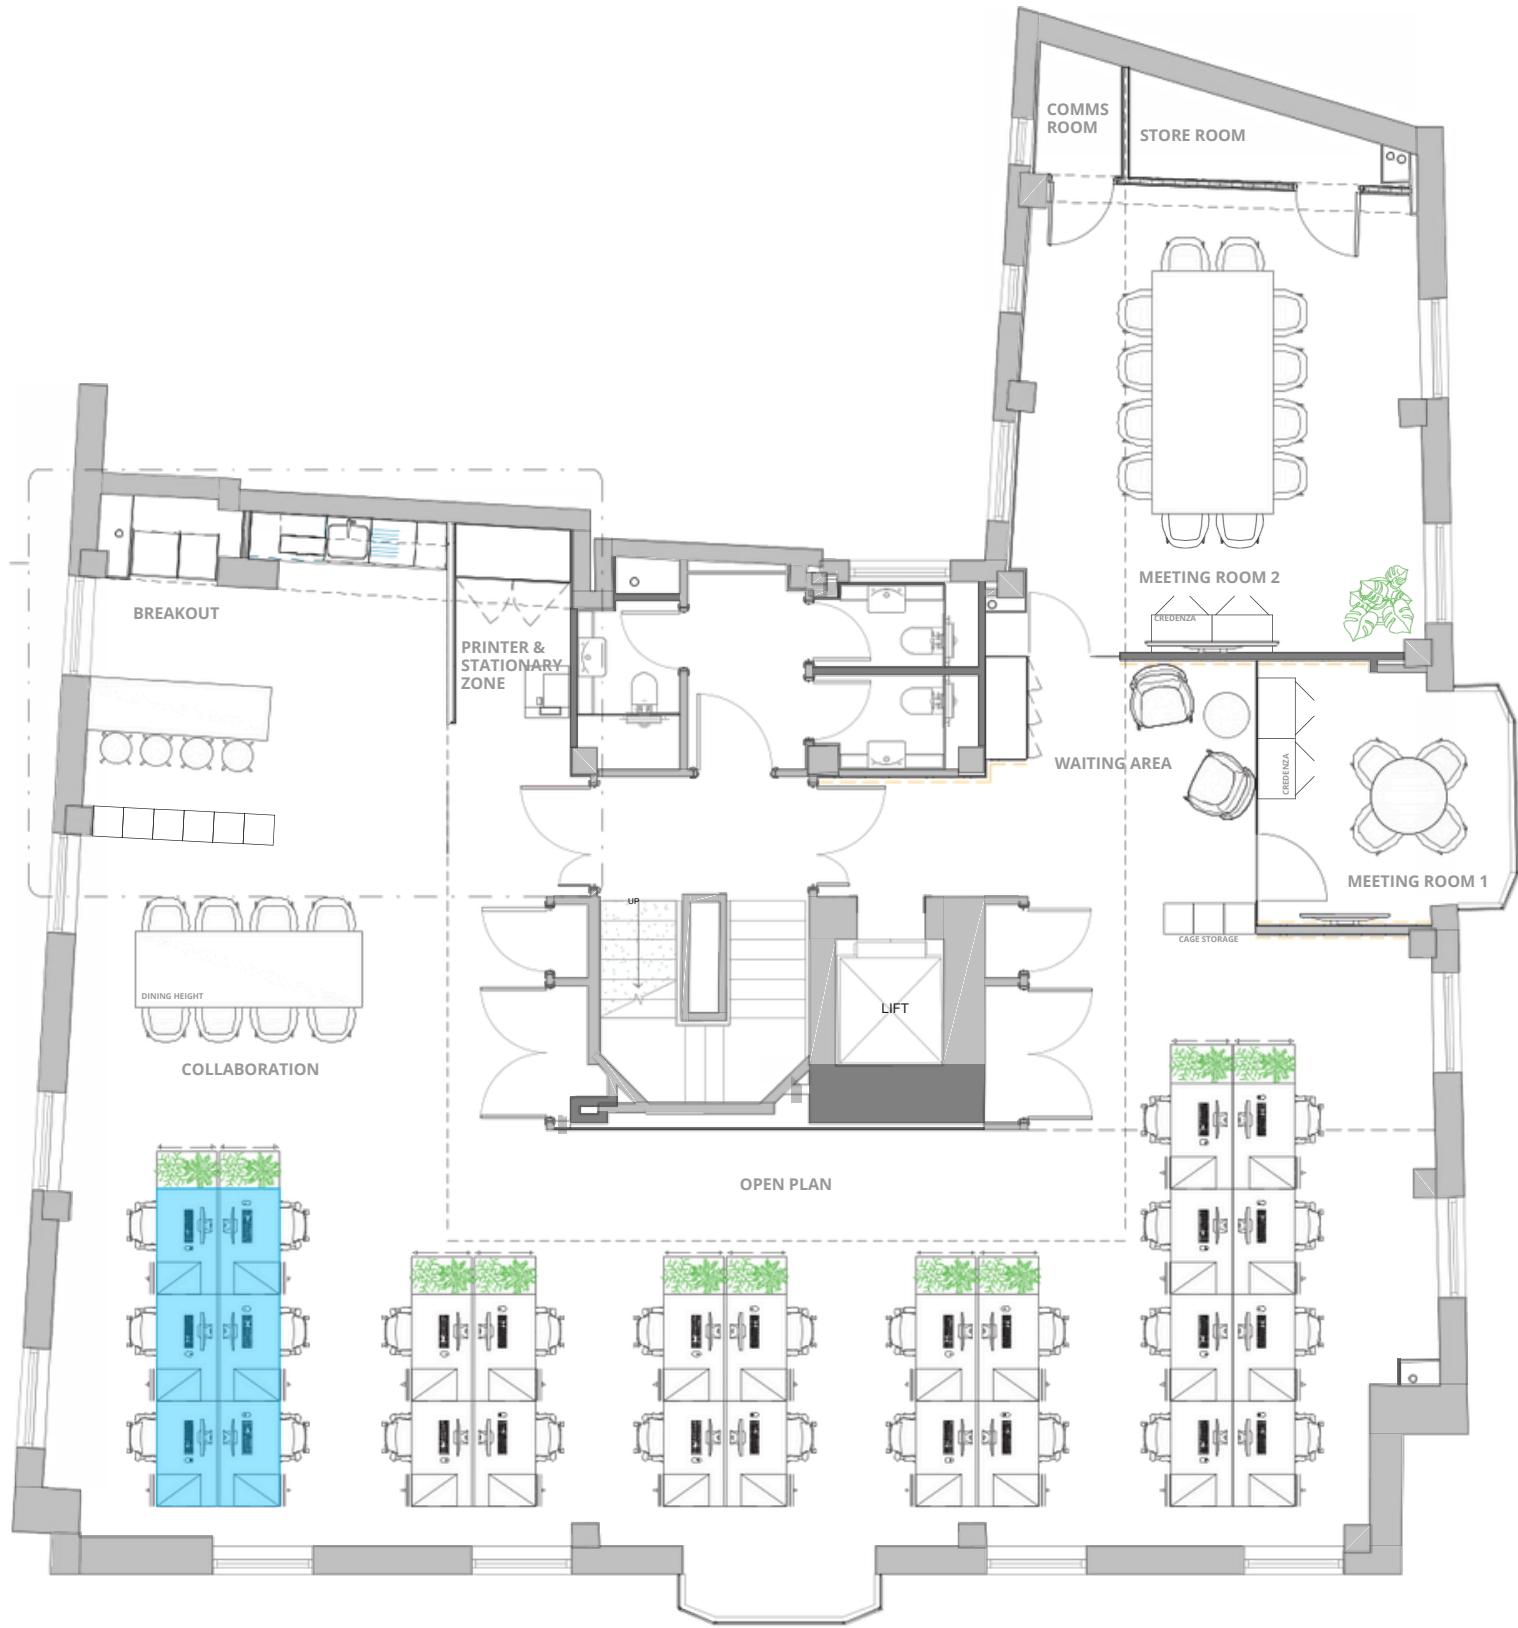 COMMS
ROOM
STORE ROOM
MEETING ROOM 2
CREDENZA
BREAKOUT
PRINTER &
STATIONARY
ZONE
WAITING AREA
CREDENZA
MEETING ROOM 1
UP
CAGE STORAGE
DINING HEIGHT
LIFT
COLLABORATION
OPEN PLAN